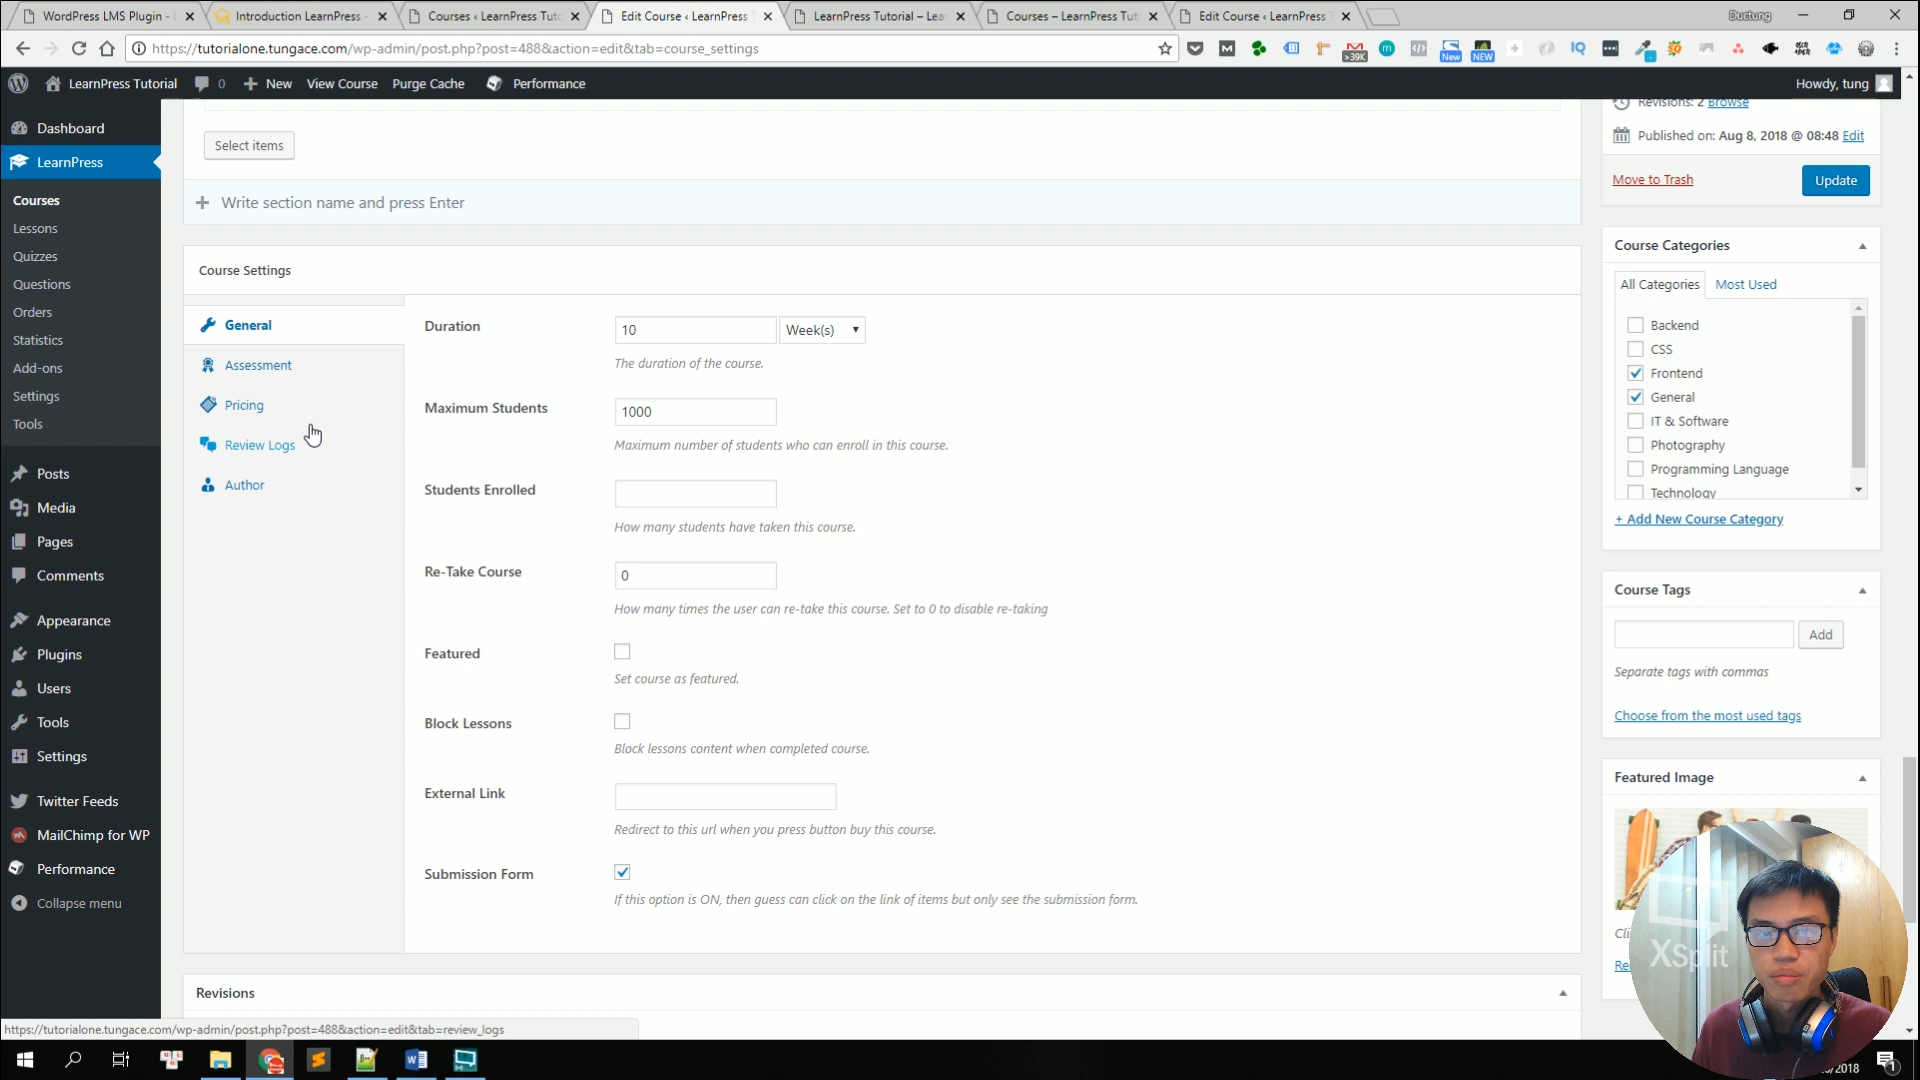 WordPress LMS Plugin -
Introduction LearnPress -
Courses ‹ LearnPress Tut
Edit Course ‹ LearnPress
LearnPress Tutorial – Lea
Courses – LearnPress Tut
Edit Course ‹ LearnPress
Ductung
https://tutorialone.tungace.com/wp-admin/post.php?post=488&action=edit&tab=course_settings
M
>39K
m
New
NEW
IQ
LearnPress Tutorial
0
New
View Course
Purge Cache
Performance
Howdy, tung
Dashboard
LearnPress
Courses
Lessons
Quizzes
Questions
Orders
Statistics
Add-ons
Settings
Tools
Posts
Media
Pages
Comments
Appearance
Plugins
Users
Tools
Settings
Twitter Feeds
MailChimp for WP
Performance
Collapse menu
Select items
+ Write section name and press Enter
Course Settings
General
Assessment
Pricing
Review Logs
Author
Duration
10
Week(s)
The duration of the course.
Maximum Students
1000
Maximum number of students who can enroll in this course.
Students Enrolled
How many students have taken this course.
Re-Take Course
0
How many times the user can re-take this course. Set to 0 to disable re-taking
Featured
Set course as featured.
Block Lessons
Block lessons content when completed course.
External Link
Redirect to this url when you press button buy this course.
Submission Form
If this option is ON, then guess can click on the link of items but only see the submission form.
Revisions
Revisions: 2 Browse
Published on: Aug 8, 2018 @ 08:48 Edit
Move to Trash
Update
Course Categories
All Categories
Most Used
Backend
CSS
Frontend
General
IT & Software
Photography
Programming Language
Technology
+ Add New Course Category
Course Tags
Add
Separate tags with commas
Choose from the most used tags
Featured Image
Cli
Re
XSplit
https://tutorialone.tungace.com/wp-admin/post.php?post=488&action=edit&tab=review_logs
/2018
1